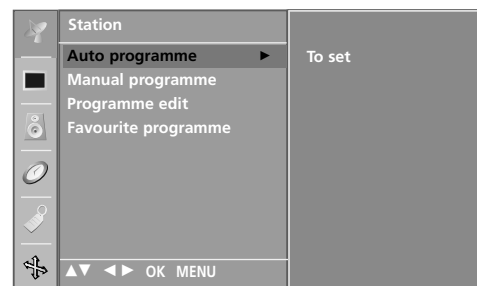 Station
Auto programme ► To set
Manual programme
Programme edit
Favourite programme
▲▼ ◄► OK MENU